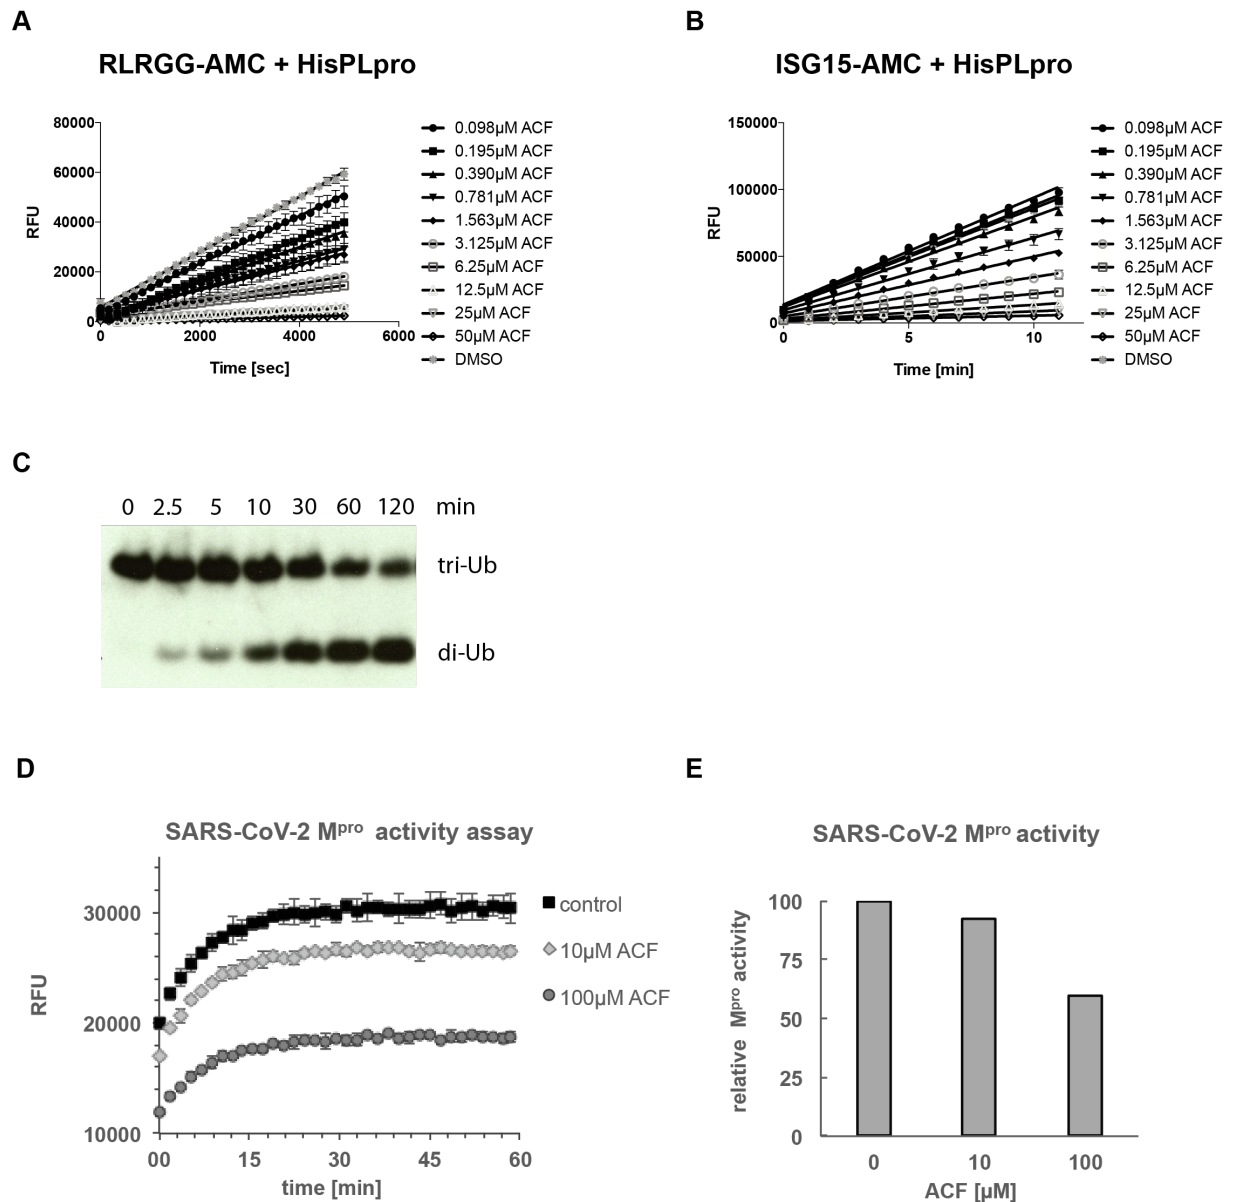 A
RLRGG-AMC + HisPLpro
80000
60000
40000
20000
0
RFU
0 2000 4000 6000
Time [sec]
0.098µM ACF
0.195µM ACF
0.390µM ACF
0.781µM ACF
1.563µM ACF
3.125µM ACF
6.25µM ACF
12.5µM ACF
25µM ACF
50µM ACF
DMSO
B
ISG15-AMC + HisPLpro
150000
100000
50000
0
RFU
0 5 10
Time [min]
0.098µM ACF
0.195µM ACF
0.390µM ACF
0.781µM ACF
1.563µM ACF
3.125µM ACF
6.25µM ACF
12.5µM ACF
25µM ACF
50µM ACF
DMSO
C
0 2.5 5 10 30 60 120 min
tri-Ub
di-Ub
D
SARS-CoV-2 Mpro activity assay
30000
20000
10000
RFU
00 15 30 45 60
time [min]
control
10µM ACF
100µM ACF
E
SARS-CoV-2 Mpro activity
100
75
50
25
0
relative Mpro activity
0 10 100
ACF [µM]